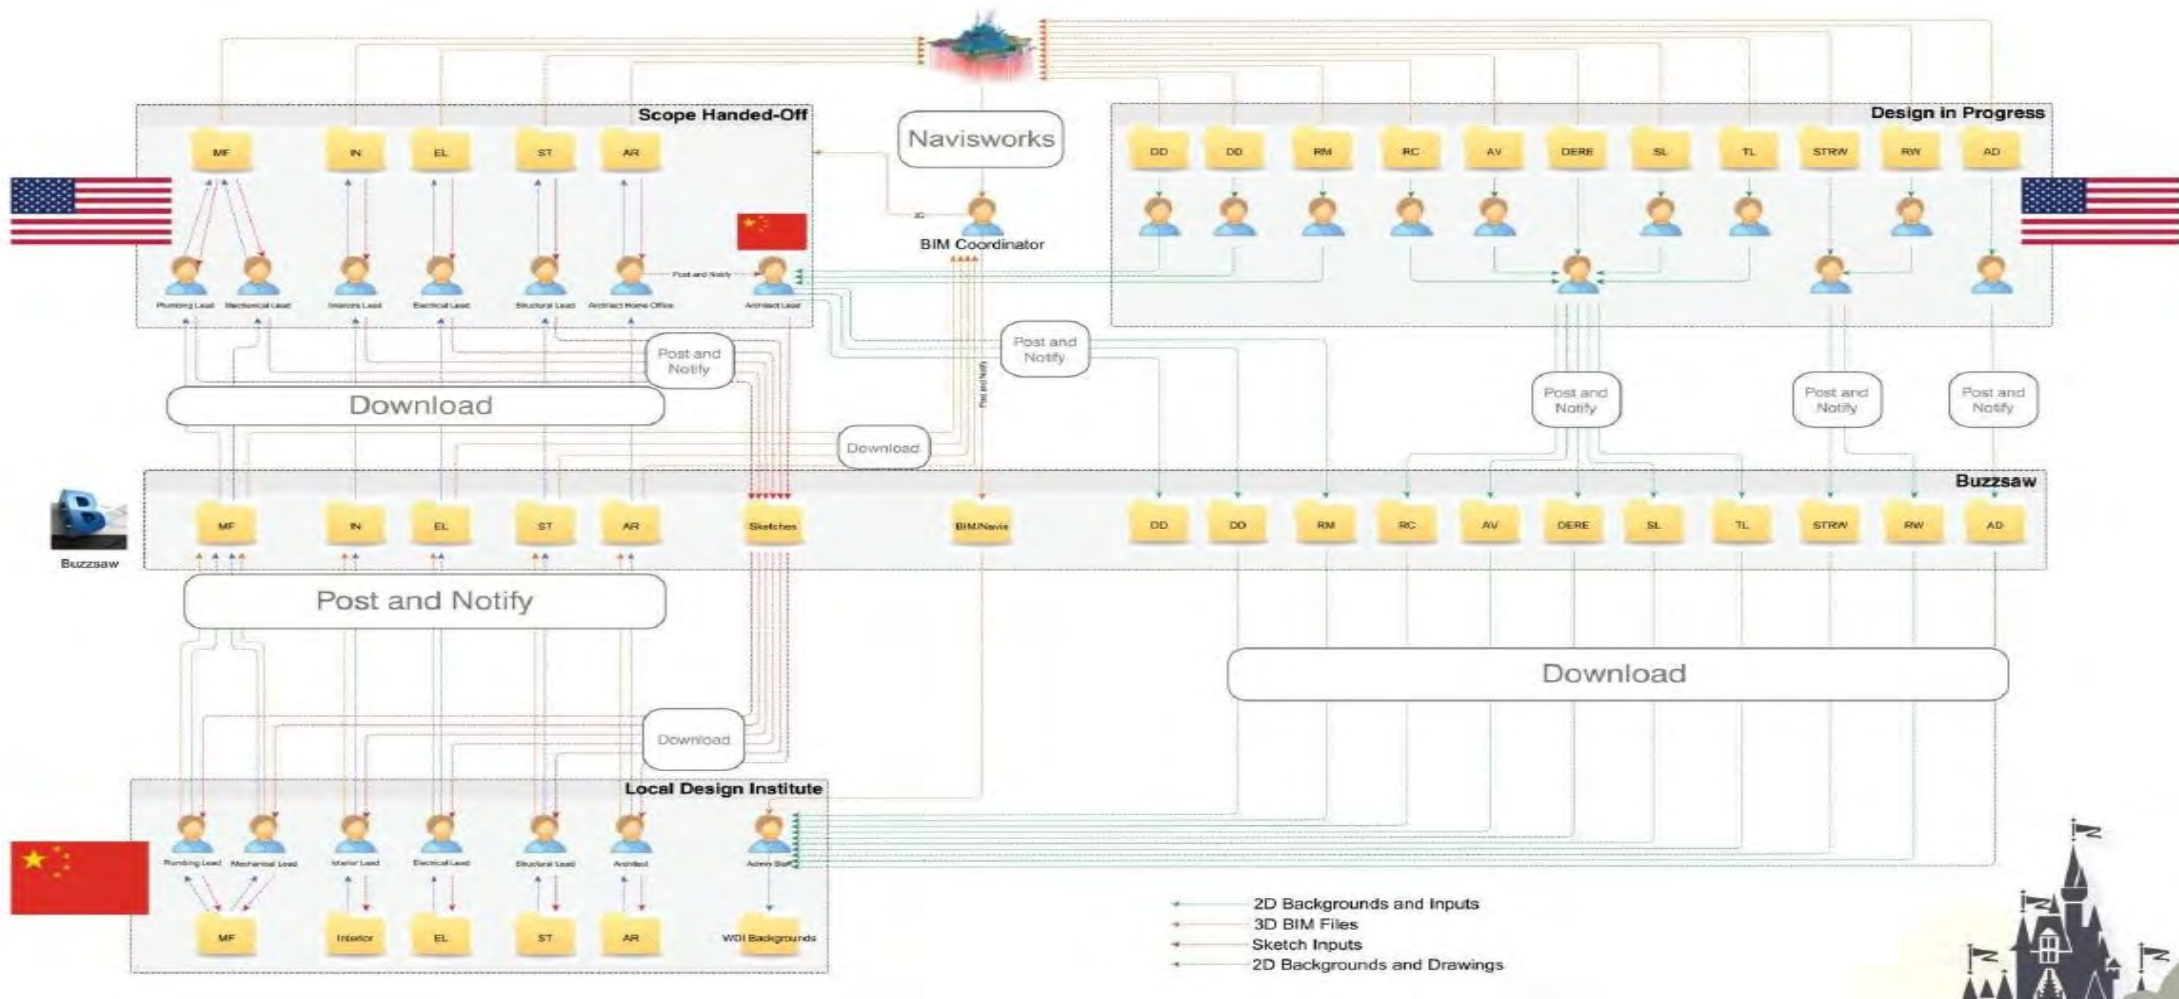 Scope Handed-Off
Design in Progress
Navisworks
MF
IN
EL
ST
AR
DD
DD
RM
RC
AV
DERE
SL
TL
STRW
RW
AD
BIM Coordinator
Post and Notify
Plumbing Lead
Mechanical Lead
Interiors Lead
Electrical Lead
Structural Lead
Architect Home Office
Architect Lead
Post and
Notify
Post and
Notify
Post and Notify
Post and
Notify
Post and
Notify
Post and
Notify
Download
Download
Buzzsaw
MF
IN
EL
ST
AR
Sketches
BIM/Navis
DD
DD
RM
RC
AV
DERE
SL
TL
STRW
RW
AD
Buzzsaw
Post and Notify
Download
Download
Local Design Institute
Plumbing Lead
Mechanical Lead
Interior Lead
Electrical Lead
Structural Lead
Architect
Admin Staff
MF
Interior
EL
ST
AR
WDI Backgrounds
2D Backgrounds and Inputs
3D BIM Files
Sketch Inputs
2D Backgrounds and Drawings